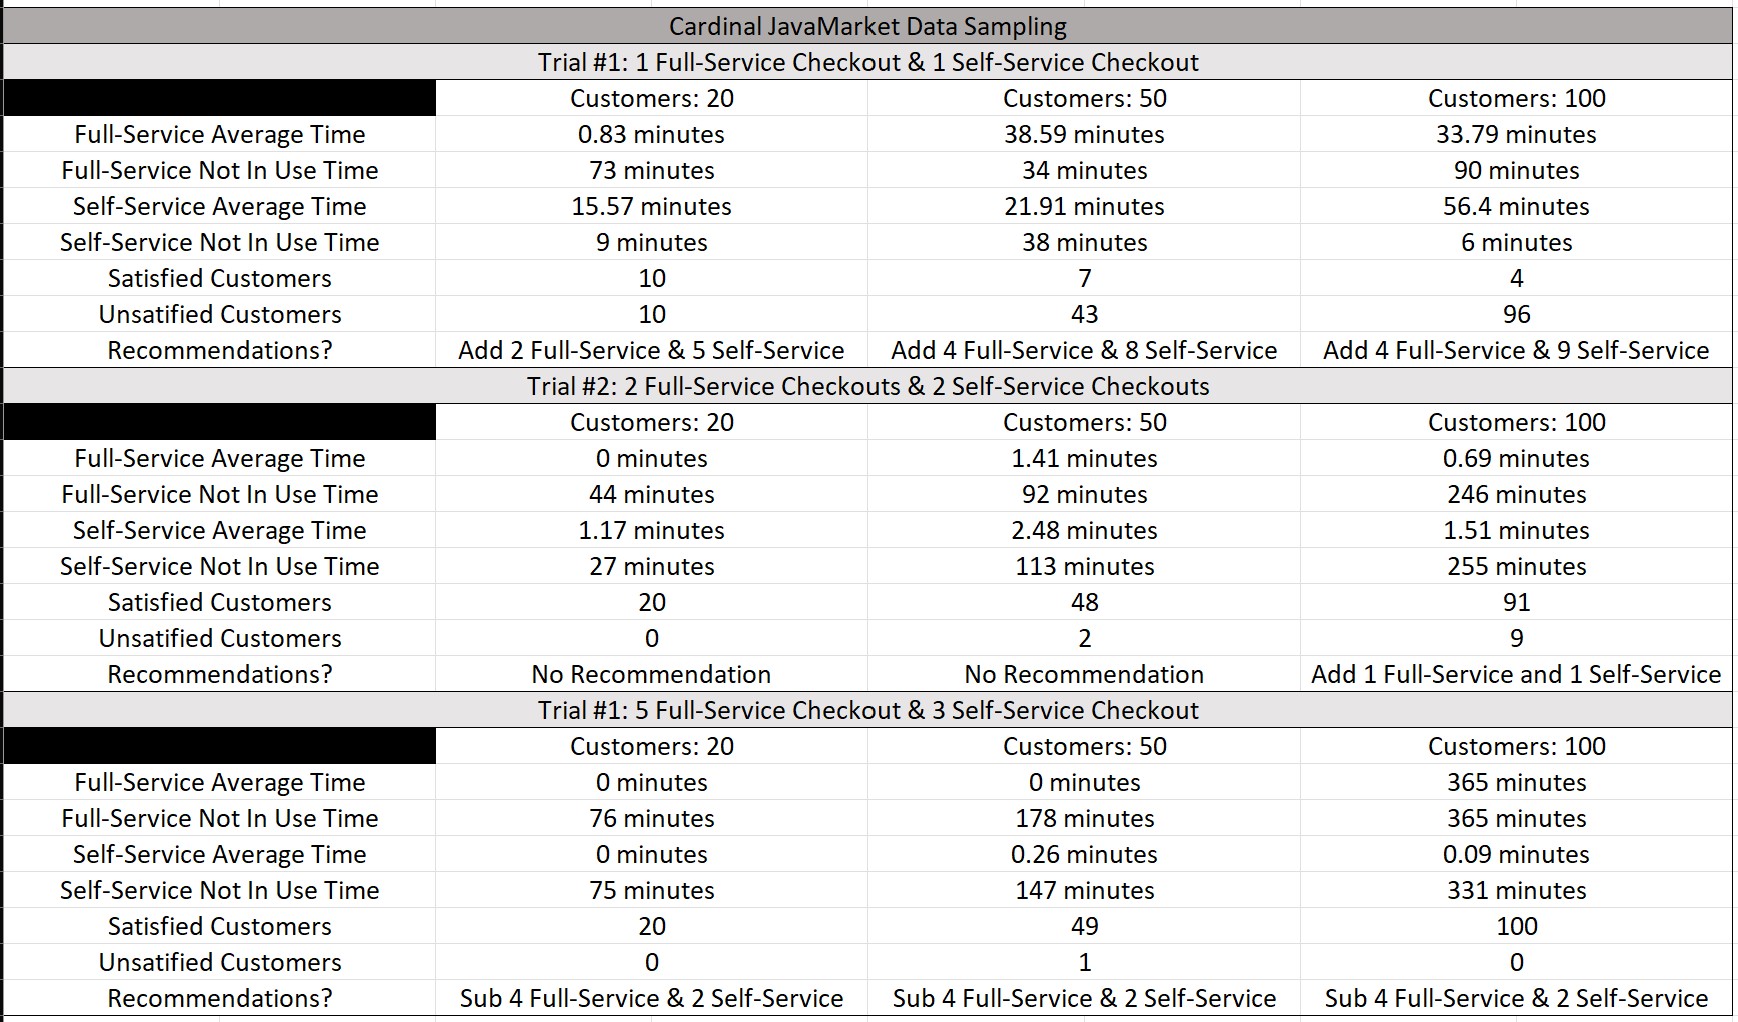 Cardinal JavaMarket Data Sampling
Trial #1: 1 Full-Service Checkout & 1 Self-Service Checkout
Customers: 20 Customers: 50 Customers: 100
Full-Service Average Time 0.83 minutes 38.59 minutes 33.79 minutes
Full-Service Not In Use Time 73 minutes 34 minutes 90 minutes
Self-Service Average Time 15.57 minutes 21.91 minutes 56.4 minutes
Self-Service Not In Use Time 9 minutes 38 minutes 6 minutes
Satisfied Customers 10 7 4
Unsatified Customers 10 43 96
Recommendations? Add 2 Full-Service & 5 Self-Service Add 4 Full-Service & 8 Self-Service Add 4 Full-Service & 9 Self-Service
Trial #2: 2 Full-Service Checkouts & 2 Self-Service Checkouts
Customers: 20 Customers: 50 Customers: 100
Full-Service Average Time 0 minutes 1.41 minutes 0.69 minutes
Full-Service Not In Use Time 44 minutes 92 minutes 246 minutes
Self-Service Average Time 1.17 minutes 2.48 minutes 1.51 minutes
Self-Service Not In Use Time 27 minutes 113 minutes 255 minutes
Satisfied Customers 20 48 91
Unsatified Customers 0 2 9
Recommendations? No Recommendation No Recommendation Add 1 Full-Service and 1 Self-Service
Trial #1: 5 Full-Service Checkout & 3 Self-Service Checkout
Customers: 20 Customers: 50 Customers: 100
Full-Service Average Time 0 minutes 0 minutes 365 minutes
Full-Service Not In Use Time 76 minutes 178 minutes 365 minutes
Self-Service Average Time 0 minutes 0.26 minutes 0.09 minutes
Self-Service Not In Use Time 75 minutes 147 minutes 331 minutes
Satisfied Customers 20 49 100
Unsatified Customers 0 1 0
Recommendations? Sub 4 Full-Service & 2 Self-Service Sub 4 Full-Service & 2 Self-Service Sub 4 Full-Service & 2 Self-Service